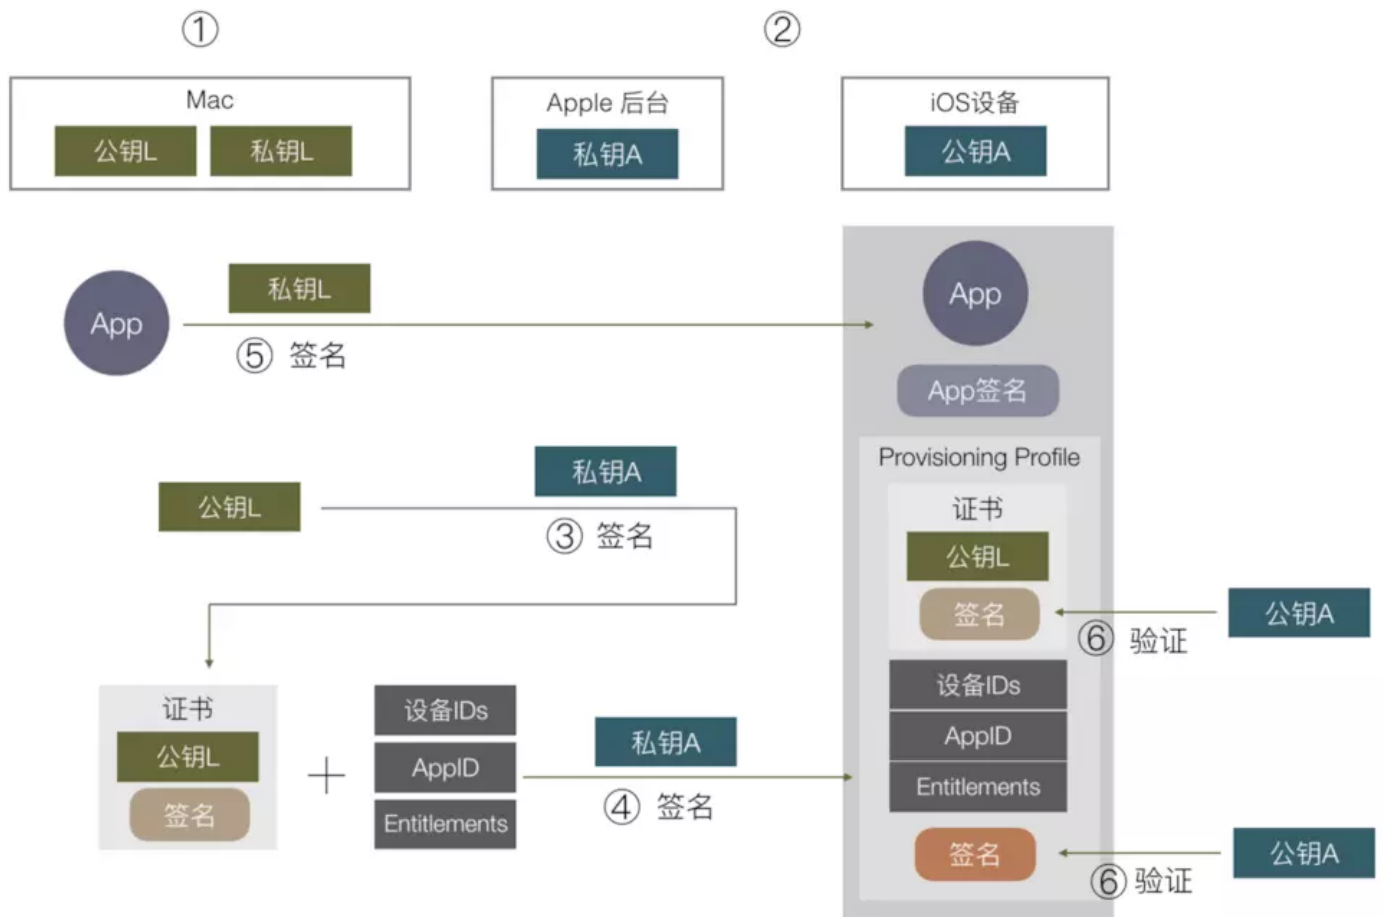 ①
②
Mac
公钥L 私钥L
Apple 后台
私钥A
iOS设备
公钥A
App
私钥L
⑤ 签名
App
App签名
公钥L
私钥A
③ 签名
证书
公钥L
签名
+
设备IDs
AppID
Entitlements
私钥A
④ 签名
Provisioning Profile
证书
公钥L
签名
⑥ 验证
公钥A
设备IDs
AppID
Entitlements
签名
⑥ 验证
公钥A